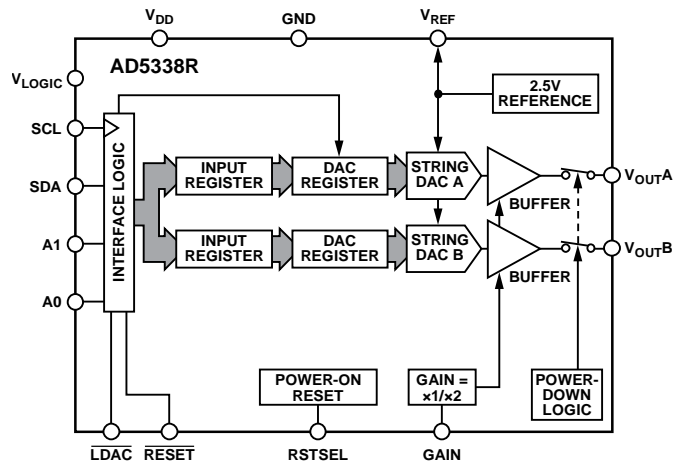 VDD
GND
VREF
AD5338R
VLOGIC
2.5V
REFERENCE
SCL
SDA
A1
A0
INTERFACE LOGIC
INPUT
REGISTER
DAC
REGISTER
STRING
DAC A
BUFFER
VOUTA
INPUT
REGISTER
DAC
REGISTER
STRING
DAC B
BUFFER
VOUTB
POWER-ON
RESET
GAIN =
×1/×2
POWER-
DOWN
LOGIC
LDAC
RESET
RSTSEL
GAIN